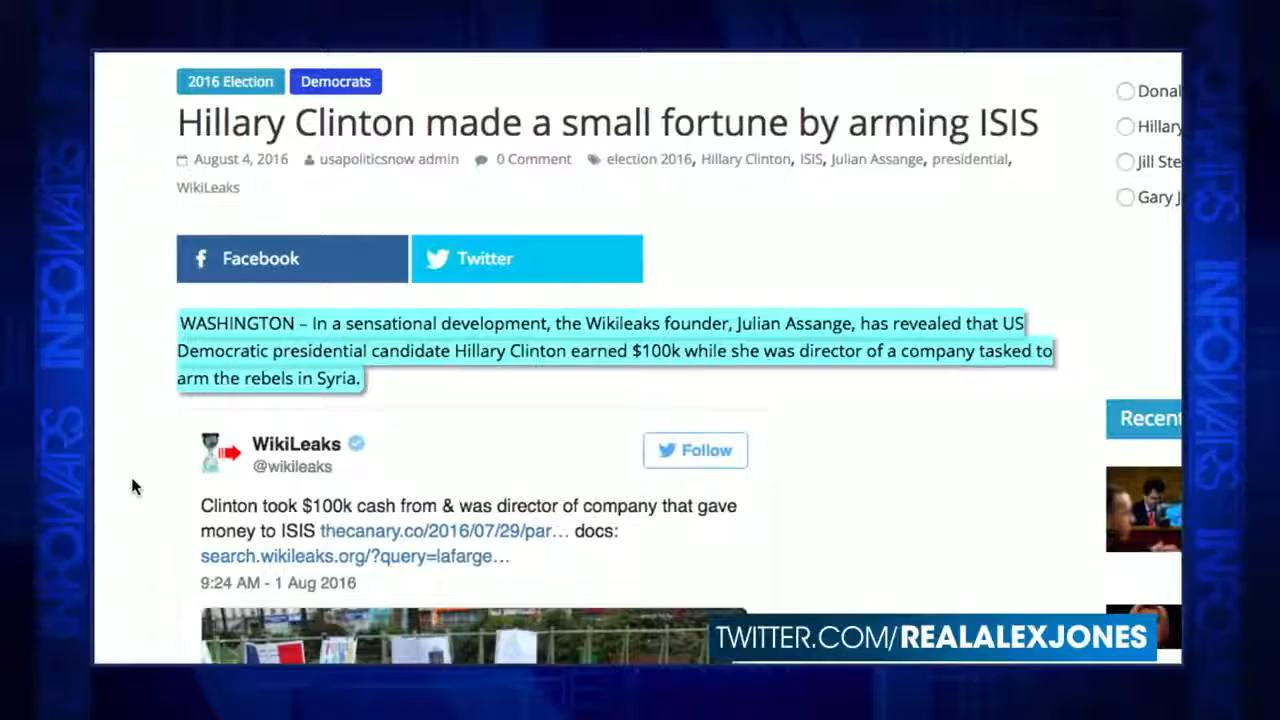 2016 Election Democrats
Hillary Clinton made a small fortune by arming ISIS
August 4, 2016 usapoliticsnow admin 0 Comment election 2016, Hillary Clinton, ISIS, Julian Assange, presidential,
WikiLeaks
Facebook Twitter
WASHINGTON – In a sensational development, the Wikileaks founder, Julian Assange, has revealed that US
Democratic presidential candidate Hillary Clinton earned $100k while she was director of a company tasked to
arm the rebels in Syria.
WikiLeaks
@wikileaks
Follow
Clinton took $100k cash from & was director of company that gave
money to ISIS thecanary.co/2016/07/29/par… docs:
search.wikileaks.org/?query=lafarge…
9:24 AM - 1 Aug 2016
Donal
Hillary
Jill Ste
Gary J
Recent
TWITTER.COM/REALALEXJONES
INFOWARS
INFOWARS